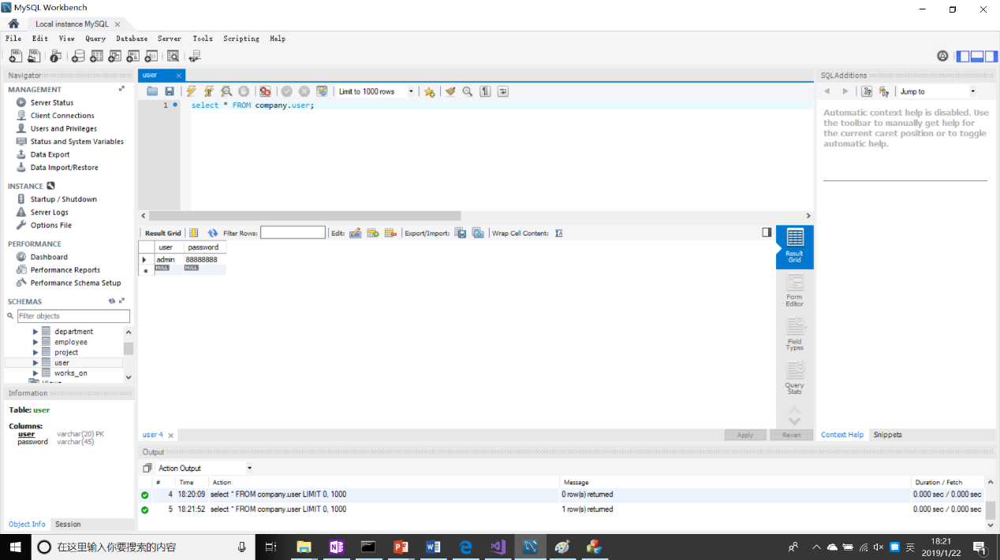 MySQL Workbench
Local instance MySQL
File Edit View Query Database Server Tools Scripting Help
Navigator
MANAGEMENT
Server Status
Client Connections
Users and Privileges
Status and System Variables
Data Export
Data Import/Restore
INSTANCE
Startup / Shutdown
Server Logs
Options File
PERFORMANCE
Dashboard
Performance Reports
Performance Schema Setup
SCHEMAS
Filter objects
department
employee
project
user
works_on
Views
Information
Table: user
Columns:
user varchar(20) PK
password varchar(45)
Object Info Session
user
Limit to 1000 rows
1 select * FROM company.user;
Result Grid Filter Rows: Edit: Export/Import: Wrap Cell Content:
user password
admin 88888888
NULL NULL
Result Grid
Form Editor
Field Types
Query Stats
user 4 Apply Revert
SQLAdditions
Jump to
Automatic context help is disabled. Use
the toolbar to manually get help for
the current caret position or to toggle
automatic help.
Context Help Snippets
Output
Action Output
# Time Action Message Duration / Fetch
4 18:20:09 select * FROM company.user LIMIT 0, 1000 0 row(s) returned 0.000 sec / 0.000 sec
5 18:21:52 select * FROM company.user LIMIT 0, 1000 1 row(s) returned 0.000 sec / 0.000 sec
在这里输入你要搜索的内容
英
18:21
2019/1/22
1